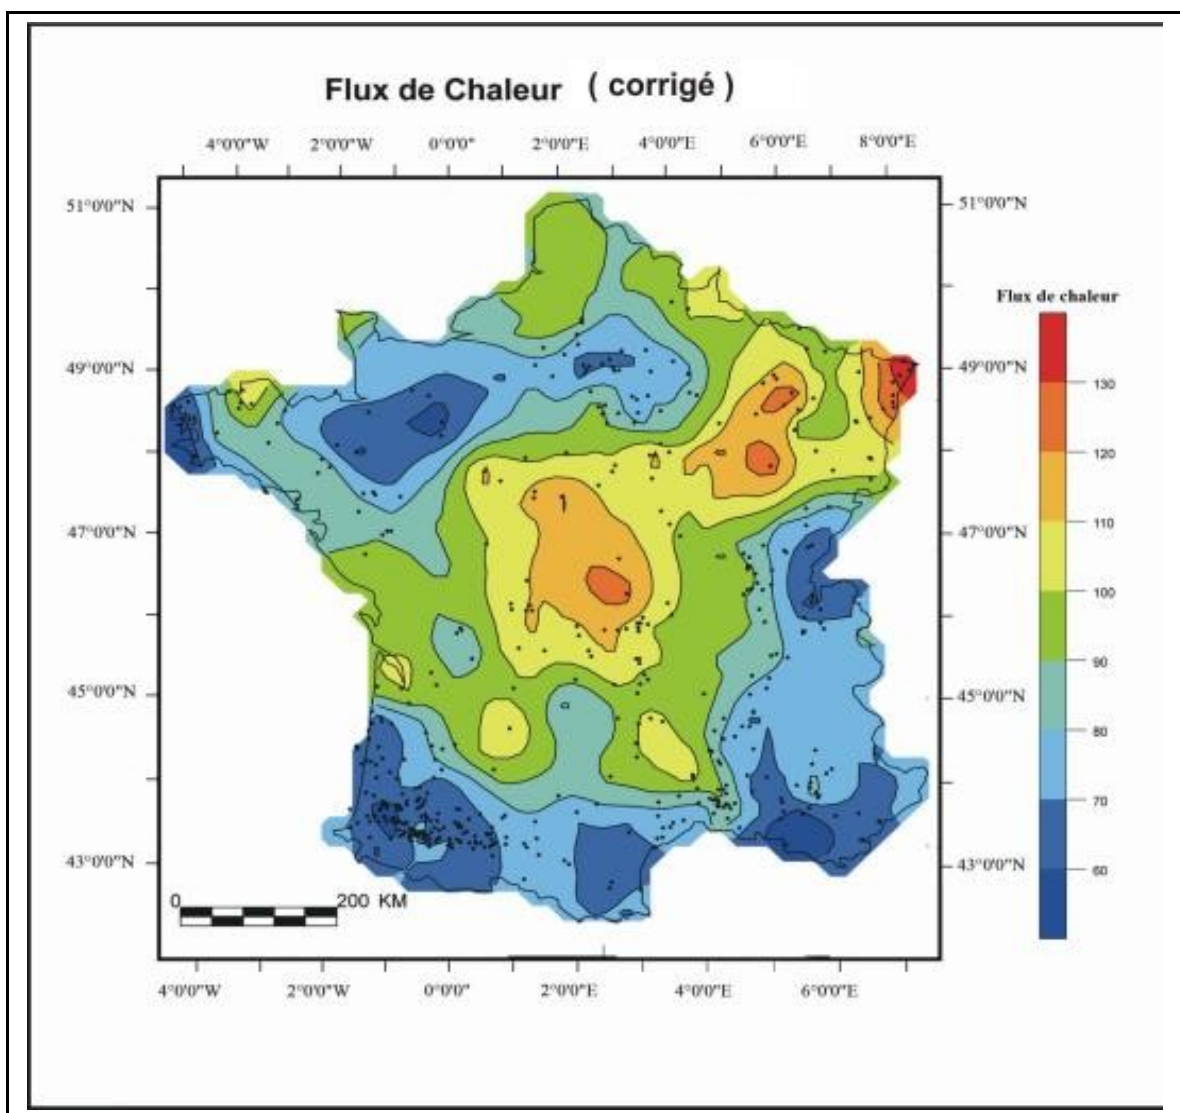 Flux de Chaleur ( corrigé )
4°0'0"W 2°0'0"W 0°0'0" 2°0'0"E 4°0'0"E 6°0'0"E 8°0'0"E
51°0'0"N 51°0'0"N
Flux de chaleur
49°0'0"N 49°0'0"N
130
120
110
47°0'0"N 47°0'0"N
100
90
45°0'0"N 45°0'0"N
80
70
43°0'0"N 43°0'0"N
60
0 200 KM
4°0'0"W 2°0'0"W 0°0'0" 2°0'0"E 4°0'0"E 6°0'0"E